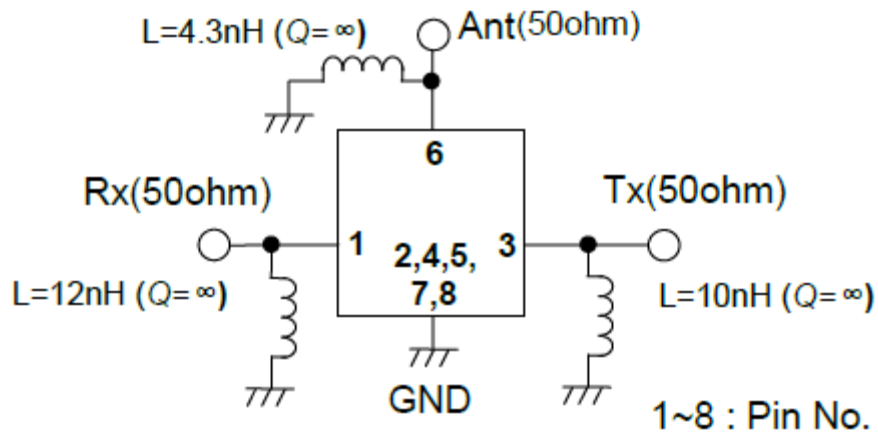 L=4.3nH (Q=∞)
Ant(50ohm)
6
Rx(50ohm)
Tx(50ohm)
1
2,4,5,
7,8
3
L=12nH (Q=∞)
L=10nH (Q=∞)
GND
1~8 : Pin No.